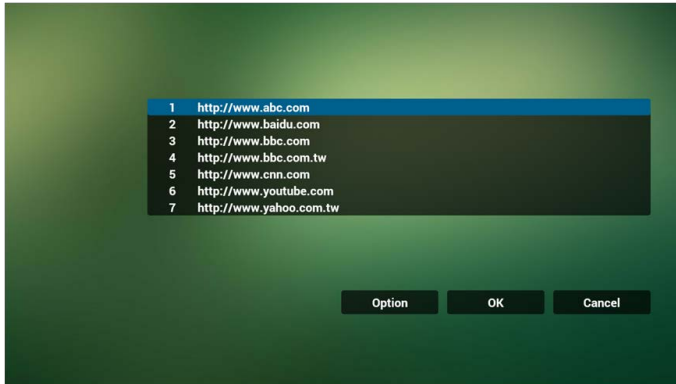 1 http://www.abc.com
2 http://www.baidu.com
3 http://www.bbc.com
4 http://www.bbc.com.tw
5 http://www.cnn.com
6 http://www.youtube.com
7 http://www.yahoo.com.tw
Option OK Cancel